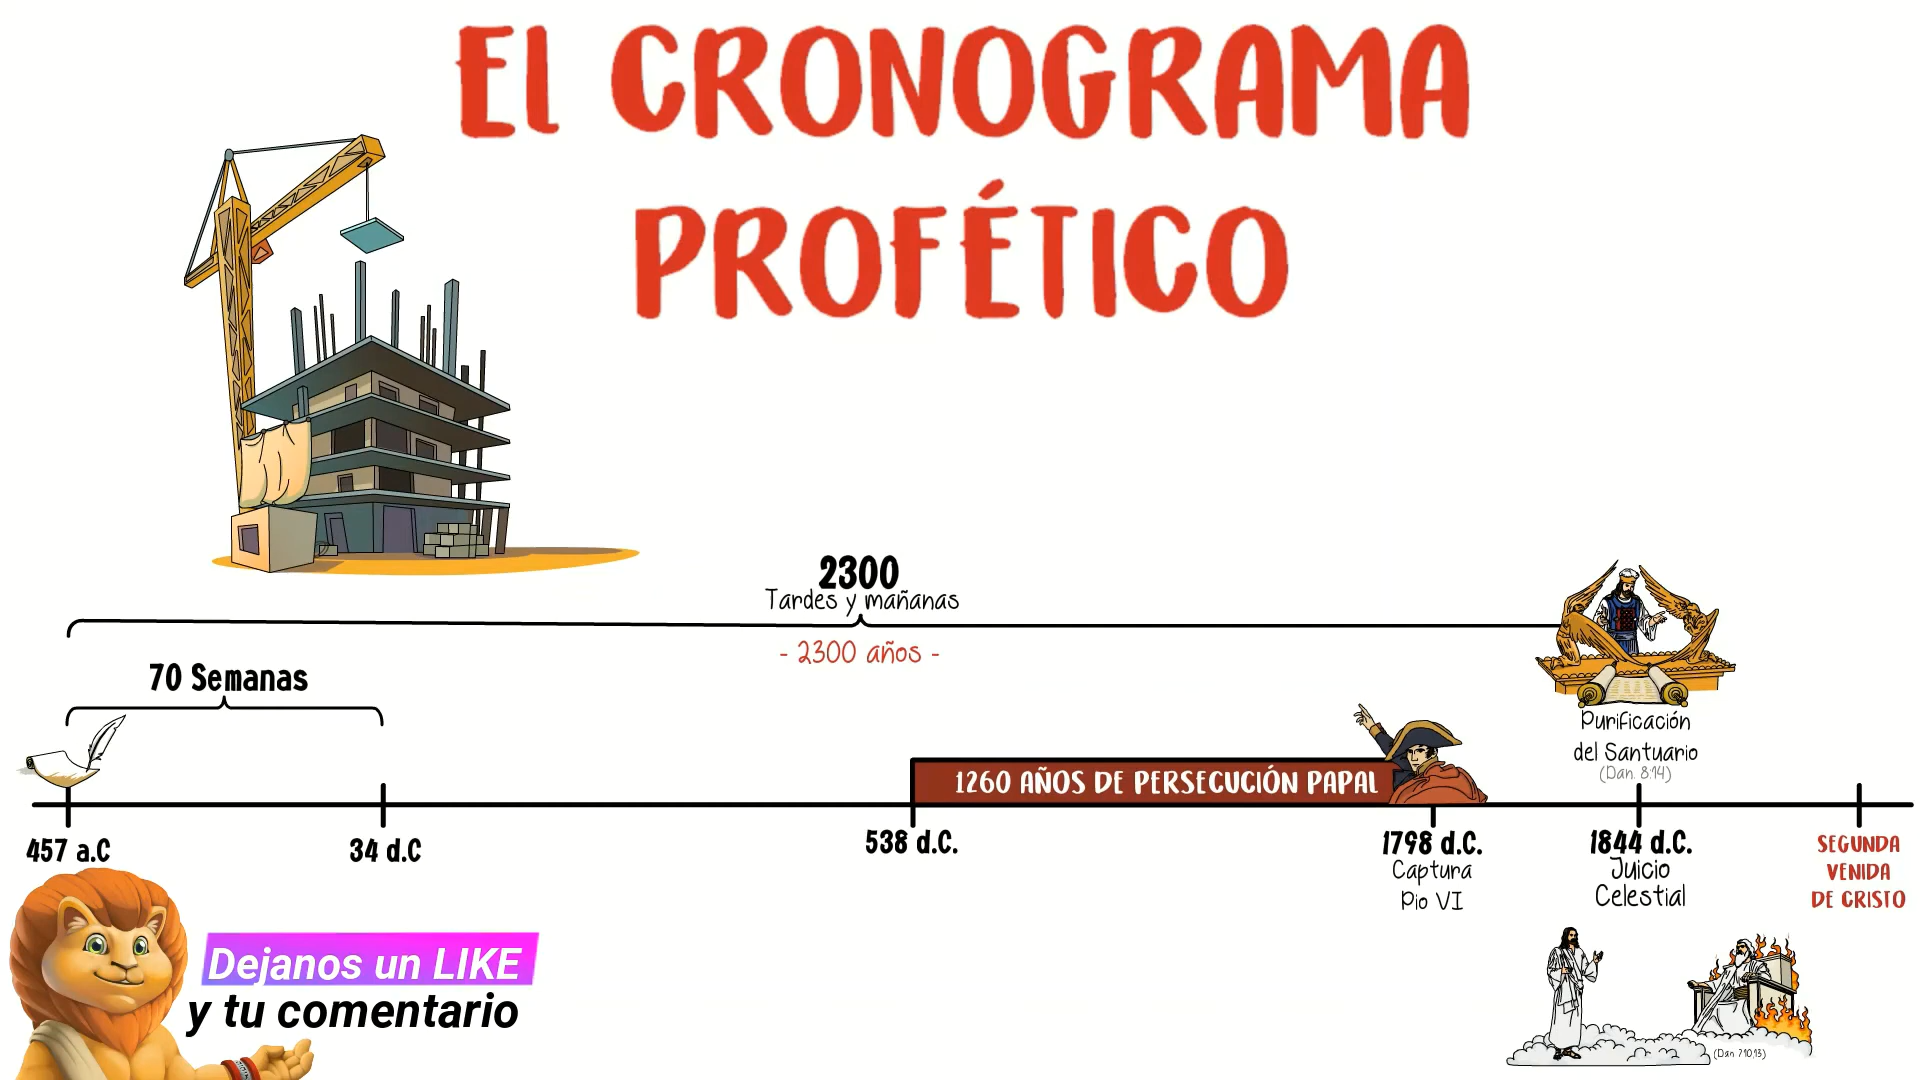 El CRONOGRAMA
PROFÉTICO
2300
Tardes y mañanas
- 2300 años -
70 Semanas
1260 AÑOS DE PERSECUCIÓN PAPAL
Purificación
del Santuario
(Dan. 8:14)
457 a.C
34 d.C
538 d.C.
1798 d.C.
Captura
Pio VI
1844 d.C.
Juicio
Celestial
SEGUNDA
VENIDA
DE CRISTO
Dejanos un LIKE
y tu comentario
(Dan 7:10,13)